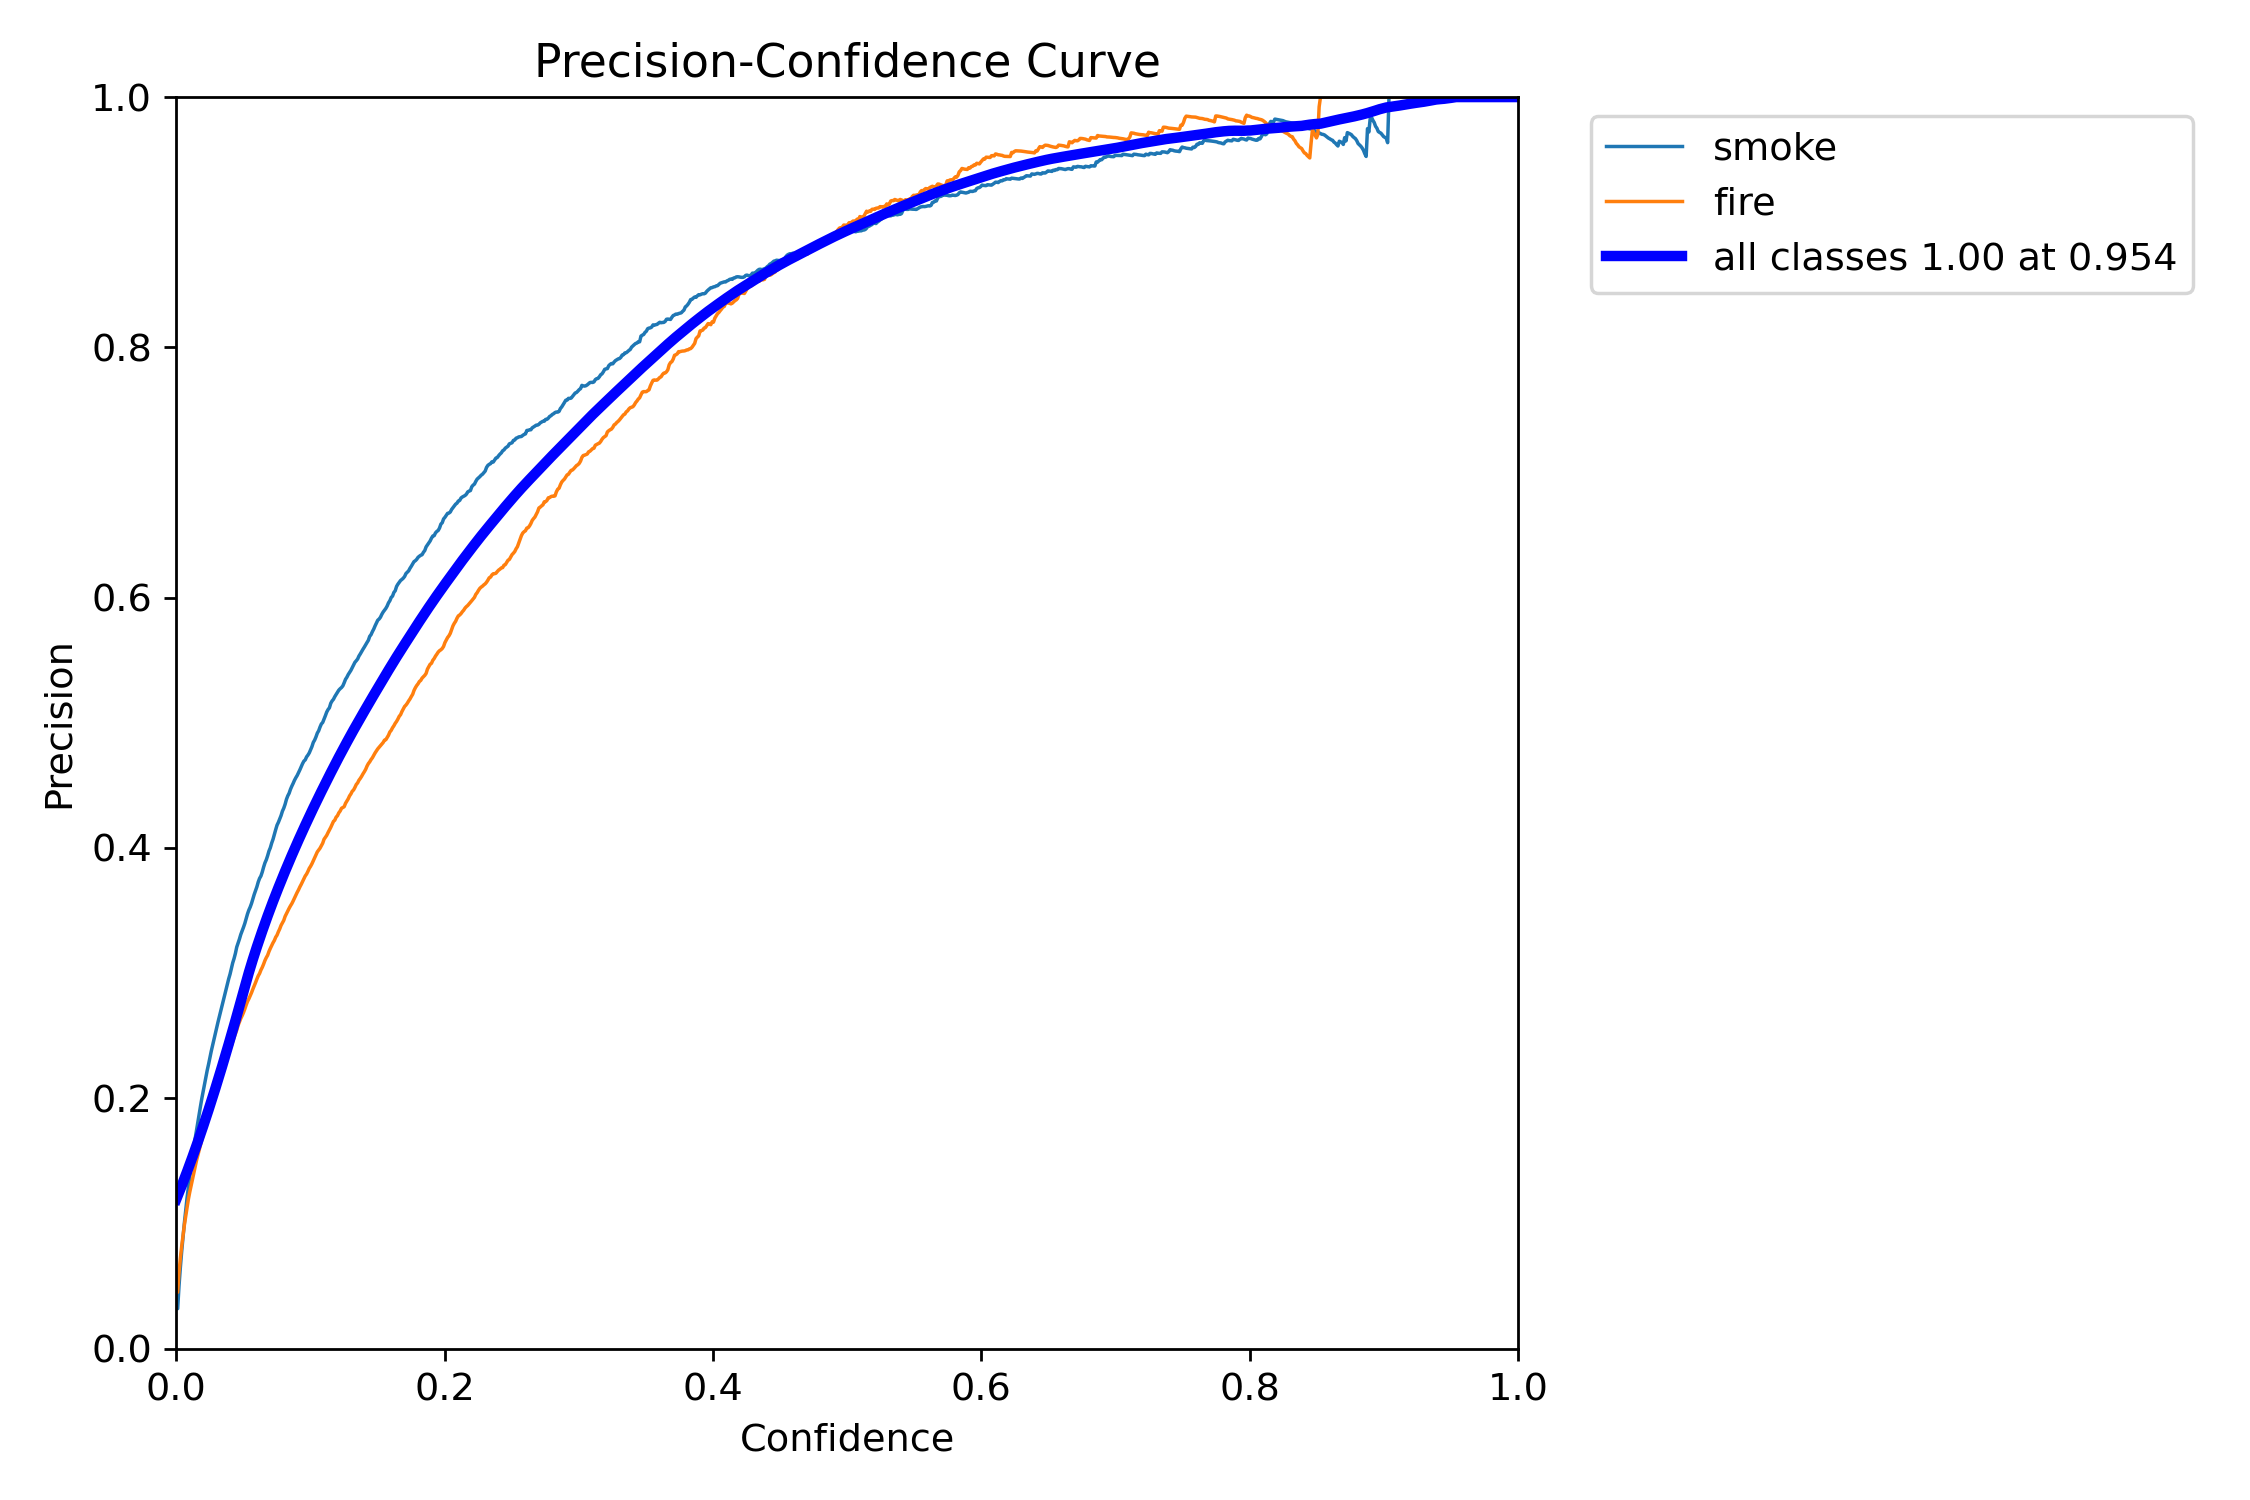 Precision-Confidence Curve
1.0
0.8
0.6
0.4
0.2
0.0
Precision
0.0 0.2 0.4 0.6 0.8 1.0
Confidence
smoke
fire
all classes 1.00 at 0.954